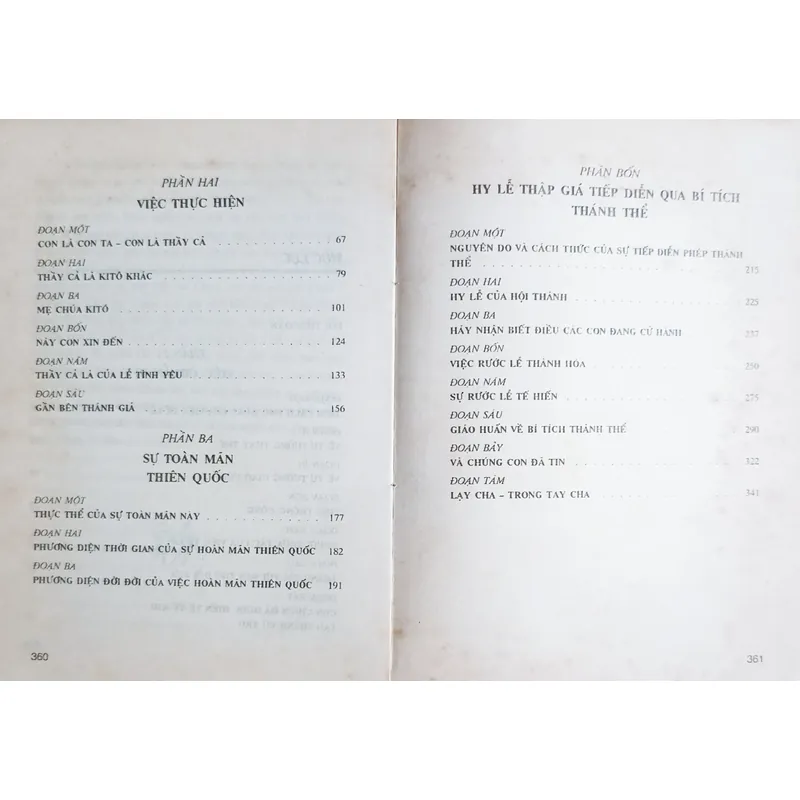 PHẦN HAI
VIỆC THỰC HIỆN
ĐOẠN MỘT
CON LÀ CON TA – CON LÀ THẦY CẢ . . . . . . . . . . . . 67
ĐOẠN HAI
THẦY CẢ LÀ KITÔ KHÁC . . . . . . . . . . . . 79
ĐOẠN BA
MẸ CHÚA KITÔ . . . . . . . . . . . . 101
ĐOẠN BỐN
NÀY CON XIN ĐẾN . . . . . . . . . . . . 124
ĐOẠN NĂM
THẦY CẢ LÀ CỦA LỄ TÌNH YÊU . . . . . . . . . . . . 133
ĐOẠN SÁU
GẦN BÊN THÁNH GIÁ . . . . . . . . . . . . 156
PHẦN BA
SỰ TOÀN MÃN
THIÊN QUỐC
ĐOẠN MỘT
THỰC THỂ CỦA SỰ TOÀN MÃN NÀY . . . . . . . . . . . . 177
ĐOẠN HAI
PHƯƠNG DIỆN THỜI GIAN CỦA SỰ HOÀN MÃN THIÊN QUỐC 182
ĐOẠN BA
PHƯƠNG DIỆN ĐỜI ĐỜI CỦA VIỆC HOÀN MÃN THIÊN QUỐC 191
360
PHẦN BỐN
HY LỄ THẬP GIÁ TIẾP DIỄN QUA BÍ TÍCH
THÁNH THỂ
ĐOẠN MỘT
NGUYÊN DO VÀ CÁCH THỨC CỦA SỰ TIẾP DIỄN PHÉP THÁNH
THỂ . . . . . . . . . . . . 215
ĐOẠN HAI
HY LỄ CỦA HỘI THÁNH . . . . . . . . . . . . 225
ĐOẠN BA
HÃY NHẬN BIẾT ĐIỀU CÁC CON ĐANG CỬ HÀNH 237
ĐOẠN BỐN
VIỆC RƯỚC LỄ THÁNH HÓA . . . . . . . . . . . . 250
ĐOẠN NĂM
SỰ RƯỚC LỄ TẾ HIẾN . . . . . . . . . . . . 275
ĐOẠN SÁU
GIÁO HUẤN VỀ BÍ TÍCH THÁNH THỂ . . . . . . . . . . . . 290
ĐOẠN BẢY
VÀ CHÚNG CON ĐÃ TIN . . . . . . . . . . . . 322
ĐOẠN TÁM
LẠY CHA – TRONG TAY CHA . . . . . . . . . . . . 341
361